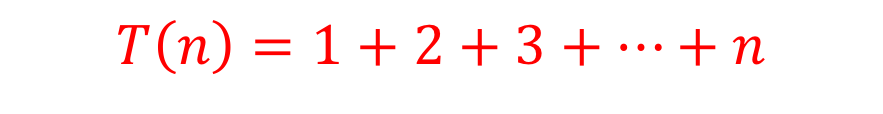 T(n) = 1 + 2 + 3 + ⋯ + n